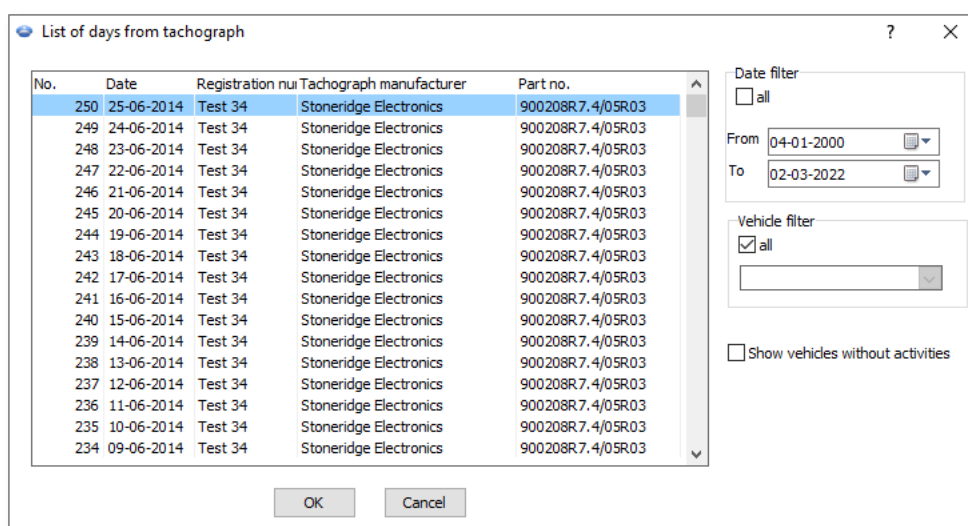 List of days from tachograph
? 
No. Date Registration nui Tachograph manufacturer Part no.
250 25-06-2014 Test 34 Stoneridge Electronics 900208R7.4/05R03
249 24-06-2014 Test 34 Stoneridge Electronics 900208R7.4/05R03
248 23-06-2014 Test 34 Stoneridge Electronics 900208R7.4/05R03
247 22-06-2014 Test 34 Stoneridge Electronics 900208R7.4/05R03
246 21-06-2014 Test 34 Stoneridge Electronics 900208R7.4/05R03
245 20-06-2014 Test 34 Stoneridge Electronics 900208R7.4/05R03
244 19-06-2014 Test 34 Stoneridge Electronics 900208R7.4/05R03
243 18-06-2014 Test 34 Stoneridge Electronics 900208R7.4/05R03
242 17-06-2014 Test 34 Stoneridge Electronics 900208R7.4/05R03
241 16-06-2014 Test 34 Stoneridge Electronics 900208R7.4/05R03
240 15-06-2014 Test 34 Stoneridge Electronics 900208R7.4/05R03
239 14-06-2014 Test 34 Stoneridge Electronics 900208R7.4/05R03
238 13-06-2014 Test 34 Stoneridge Electronics 900208R7.4/05R03
237 12-06-2014 Test 34 Stoneridge Electronics 900208R7.4/05R03
236 11-06-2014 Test 34 Stoneridge Electronics 900208R7.4/05R03
235 10-06-2014 Test 34 Stoneridge Electronics 900208R7.4/05R03
234 09-06-2014 Test 34 Stoneridge Electronics 900208R7.4/05R03
Date filter
all
From 04-01-2000
To 02-03-2022
Vehicle filter
all
Show vehicles without activities
OK Cancel